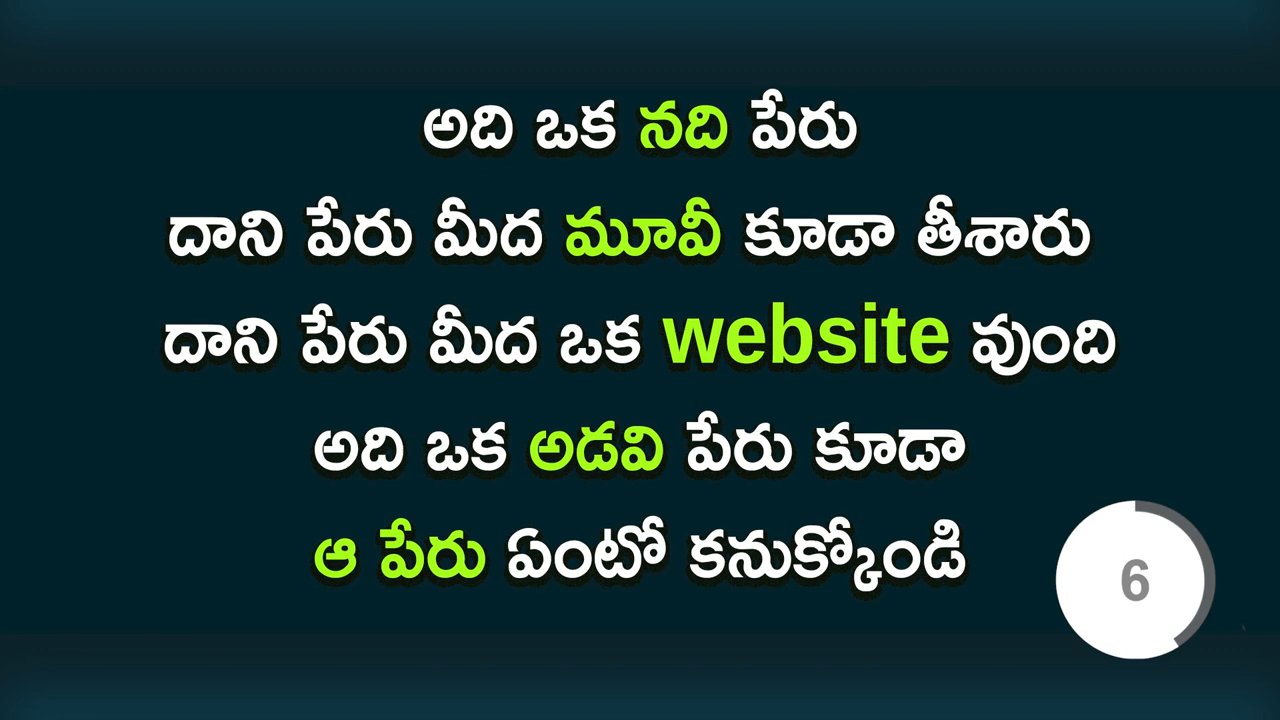 అది ఒక నది పేరు
దాని పేరు మీద మూవీ కూడా తీశారు
దాని పేరు మీద ఒక website వుంది
అది ఒక అడవి పేరు కూడా
ఆ పేరు ఏంటో కనుక్కోండి
6